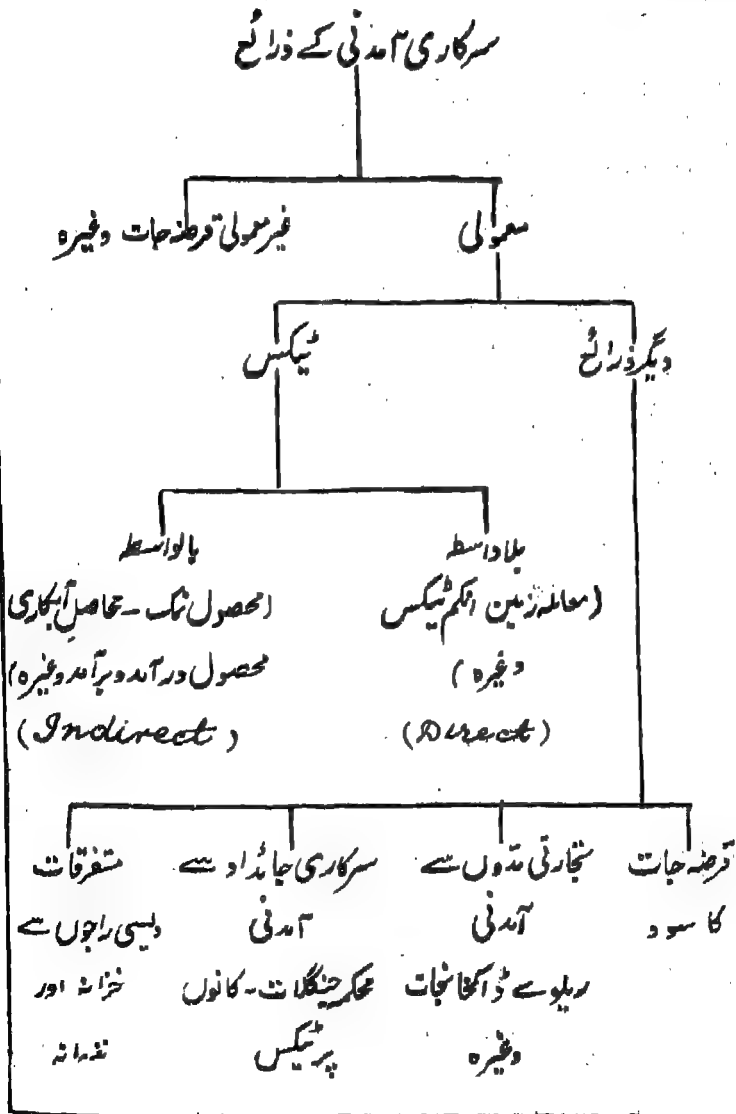 سرکاری آمدنی کے ذرائع
معمولی
غیر معمولی قرضہ جات وغیرہ
دیگر ذرائع
ٹیکس
بلاواسطہ
(معاملہ زمین انکم ٹیکس
وغیرہ)
(Direct)
بالواسطہ
(محصول نمک - محاصلِ آبکاری
محصول درآمد و برآمد وغیرہ)
(Indirect)
قرضہ جات
کا سود
تجارتی مدوں سے
آمدنی
ریلوے ڈاکخانجات
وغیرہ
سرکاری جائداد سے
آمدنی
محکمہ جنگلات - کانوں
پر ٹیکس
متفرقات
دیسی راجوں سے
خزانہ اور
نذرانہ